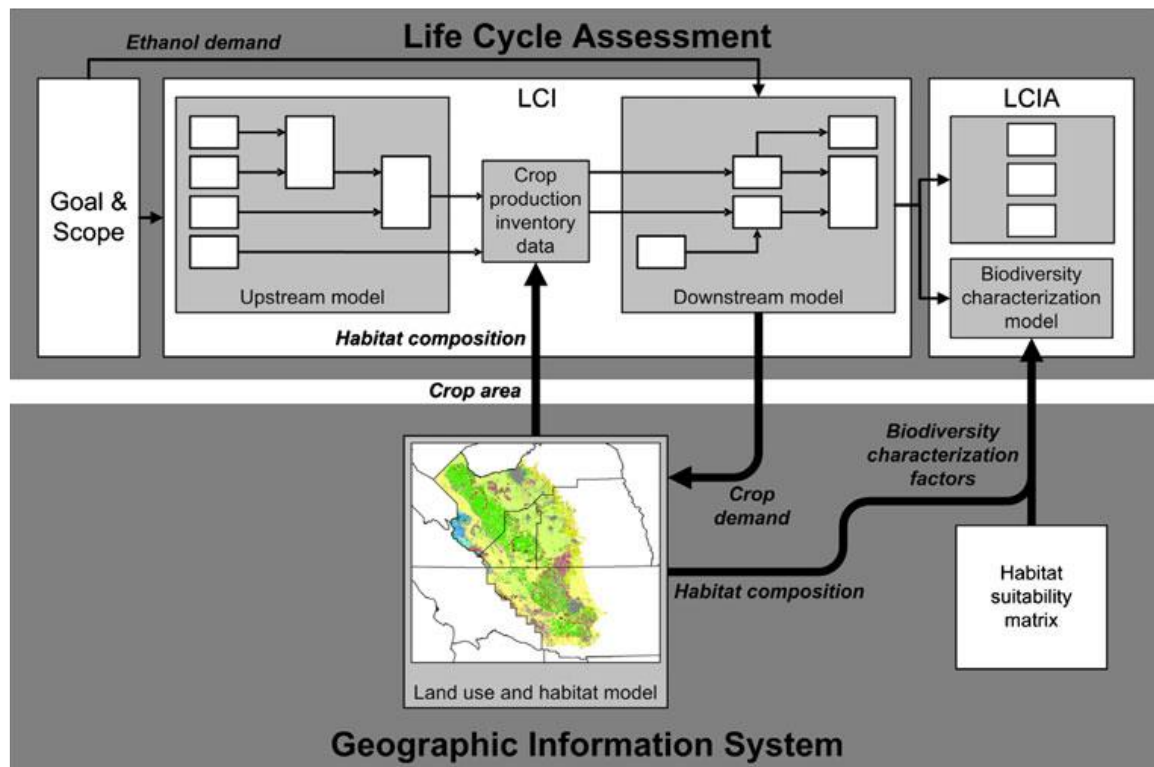 Life Cycle Assessment
Ethanol demand
Goal &
Scope
LCI
Upstream model
Crop
production
inventory
data
Downstream model
LCIA
Biodiversity
characterization
model
Habitat composition
Crop area
Crop
demand
Biodiversity
characterization
factors
Habitat composition
Habitat
suitability
matrix
Land use and habitat model
Geographic Information System